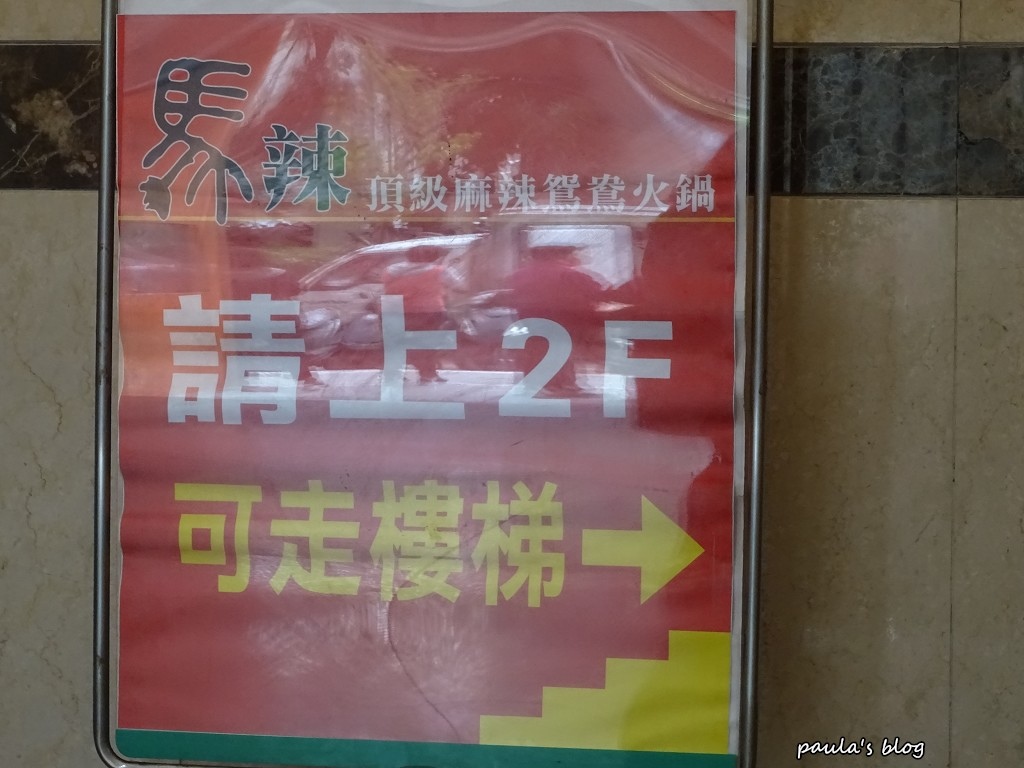 馬辣 頂級麻辣鴛鴦火鍋
請上2F
可走樓梯→
paula's blog